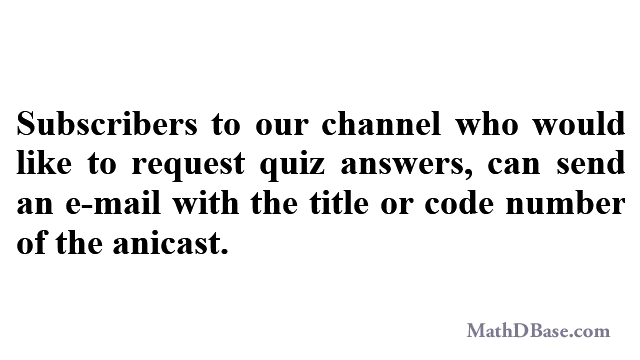 Subscribers to our channel who would
like to request quiz answers, can send
an e-mail with the title or code number
of the anicast.
MathDBase.com